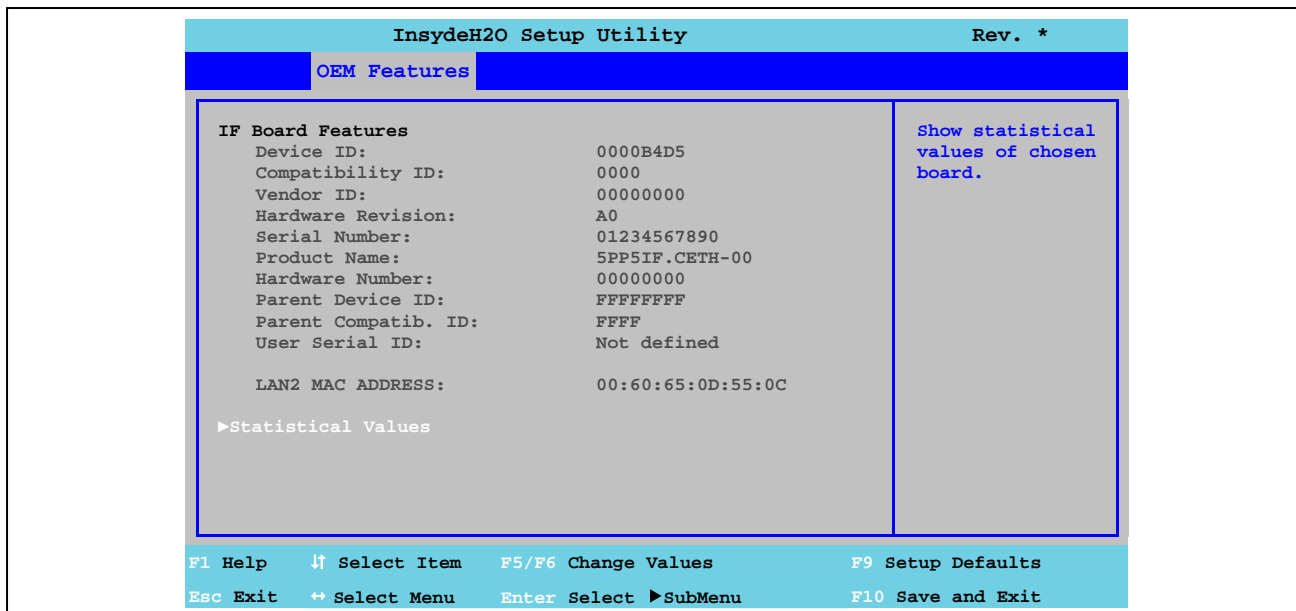 InsydeH2O Setup Utility Rev. *
OEM Features
IF Board Features
Device ID: 0000B4D5
Compatibility ID: 0000
Vendor ID: 00000000
Hardware Revision: A0
Serial Number: 01234567890
Product Name: 5PP5IF.CETH-00
Hardware Number: 00000000
Parent Device ID: FFFFFFFF
Parent Compatib. ID: FFFF
User Serial ID: Not defined
LAN2 MAC ADDRESS: 00:60:65:0D:55:0C
►Statistical Values
Show statistical
values of chosen
board.
F1 Help ↓↑ Select Item F5/F6 Change Values F9 Setup Defaults
Esc Exit ↔ Select Menu Enter Select ►SubMenu F10 Save and Exit